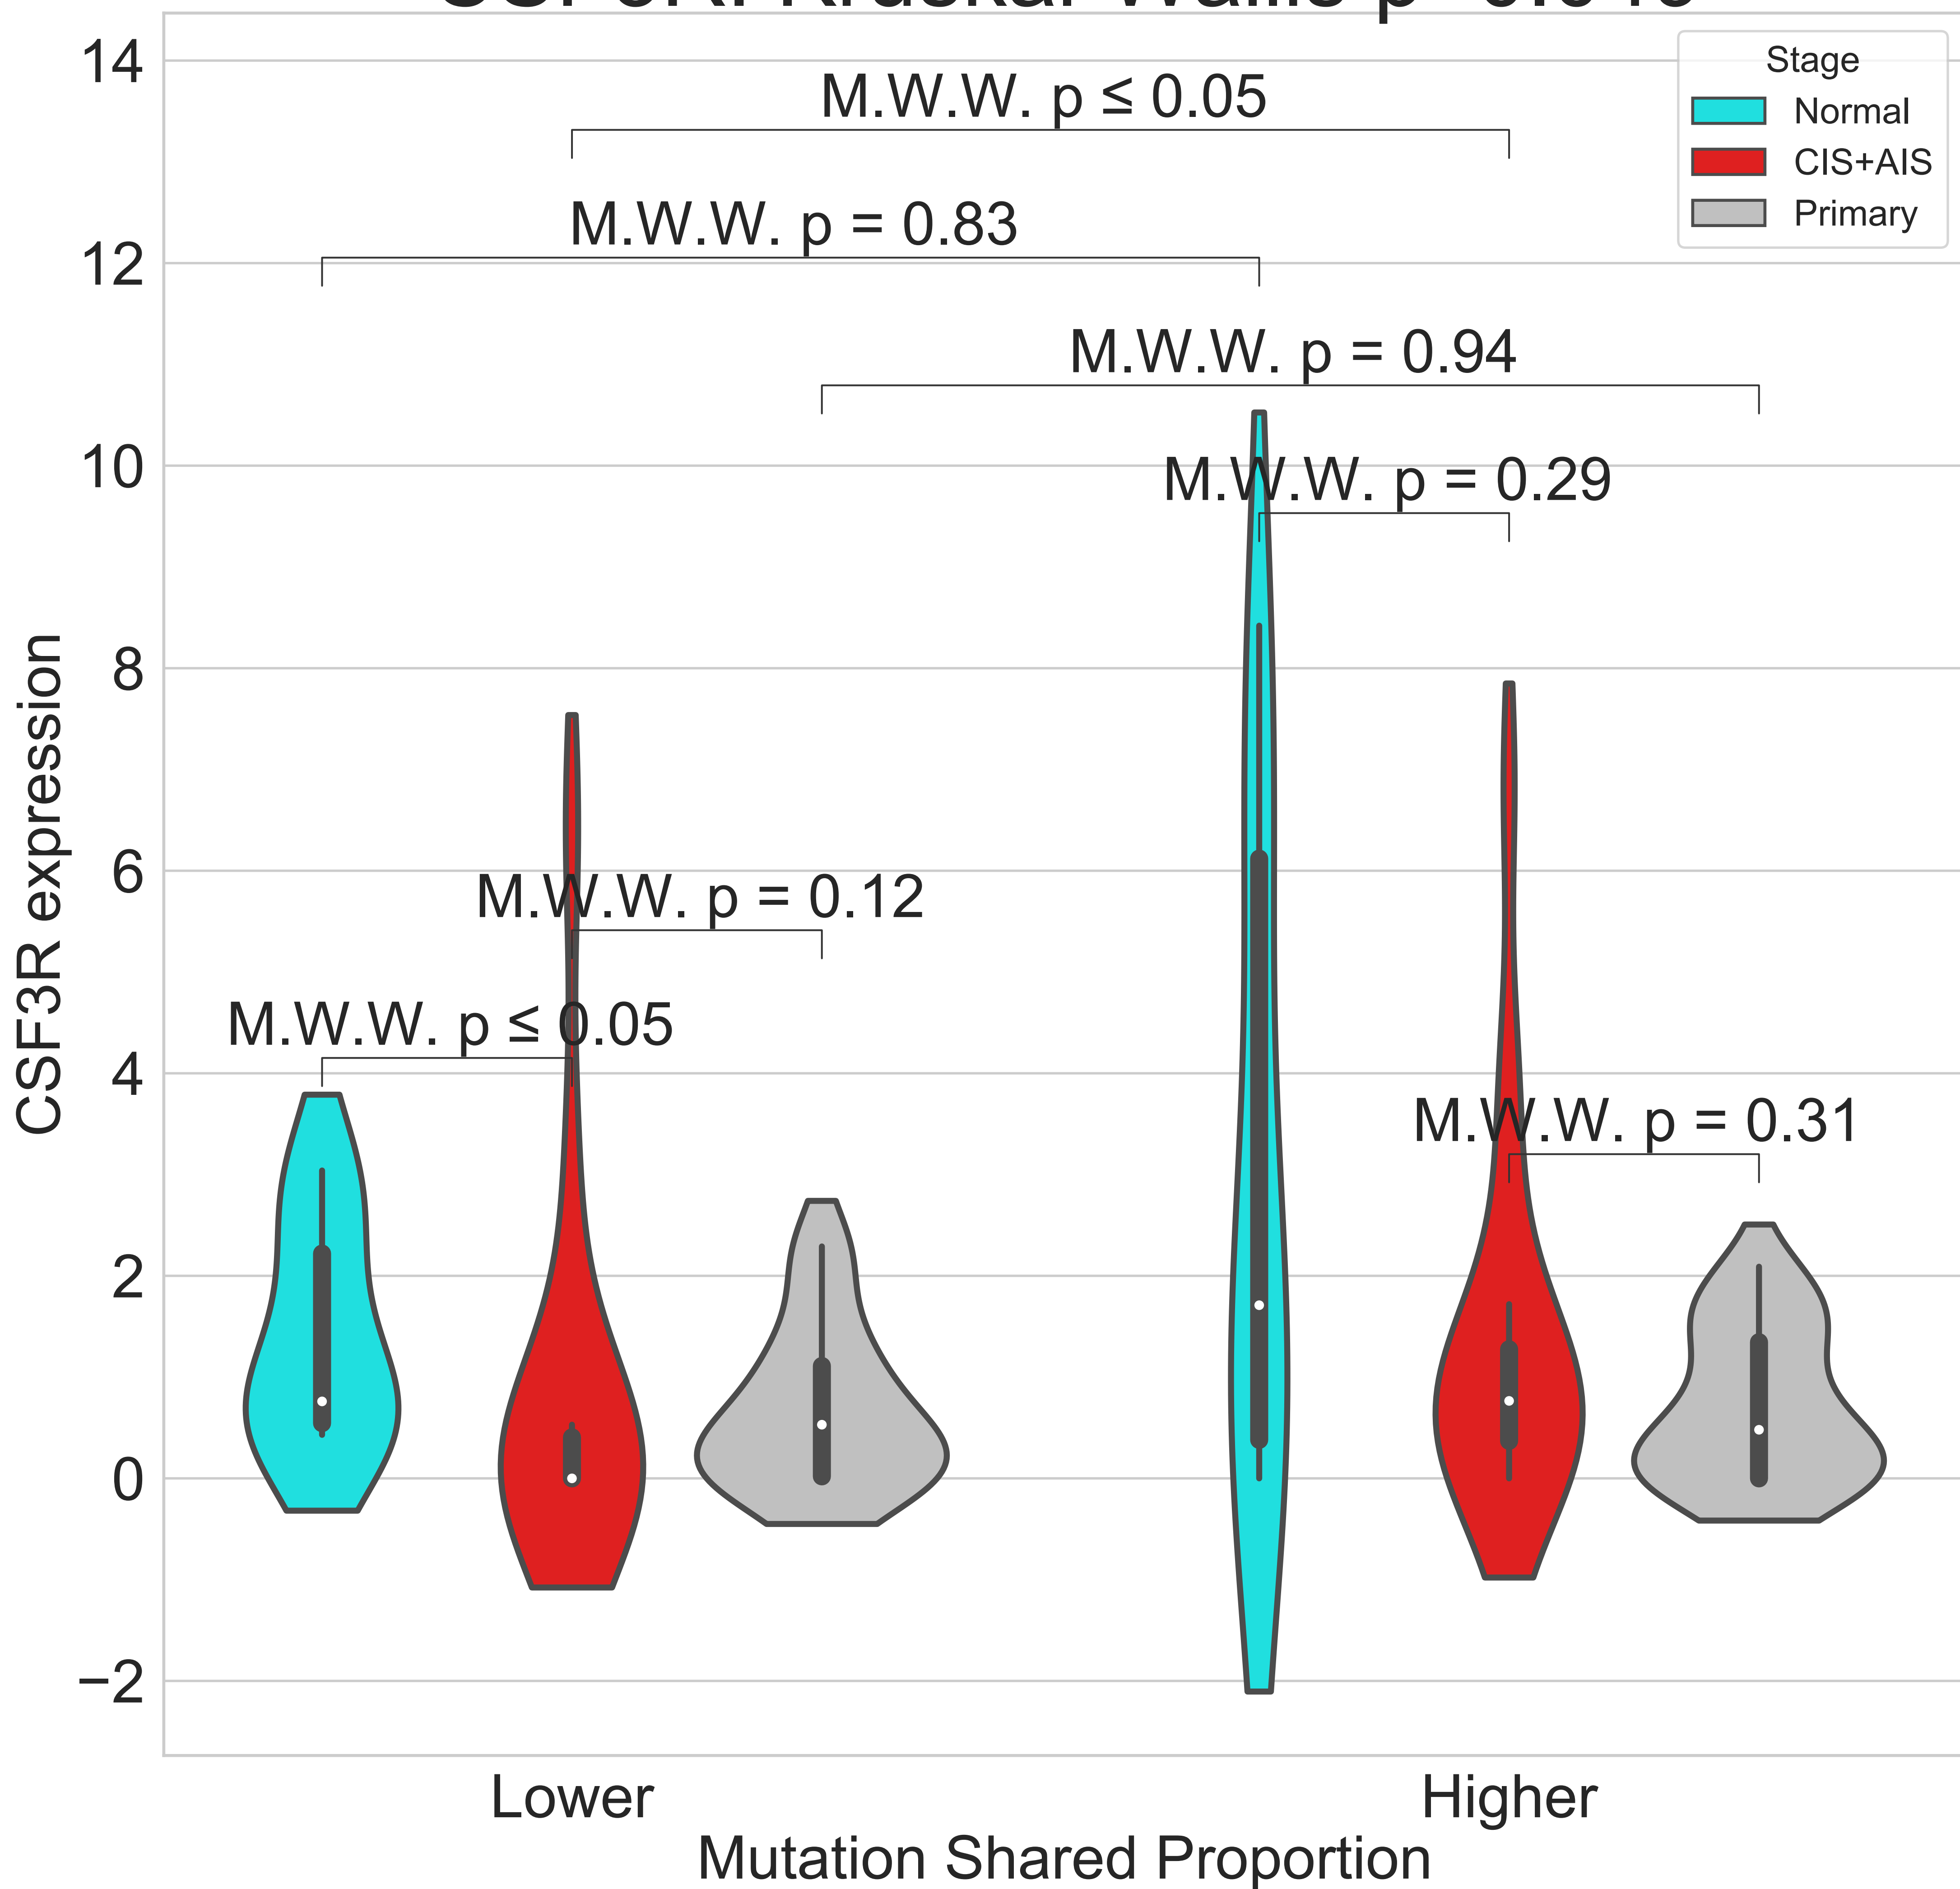 14
12
10
8
6
4
2
0
−2
CSF3R expression
M.W.W. p ≤ 0.05
M.W.W. p = 0.83
M.W.W. p = 0.94
M.W.W. p = 0.29
M.W.W. p = 0.12
M.W.W. p ≤ 0.05
M.W.W. p = 0.31
Stage
Normal
CIS+AIS
Primary
Lower
Higher
Mutation Shared Proportion